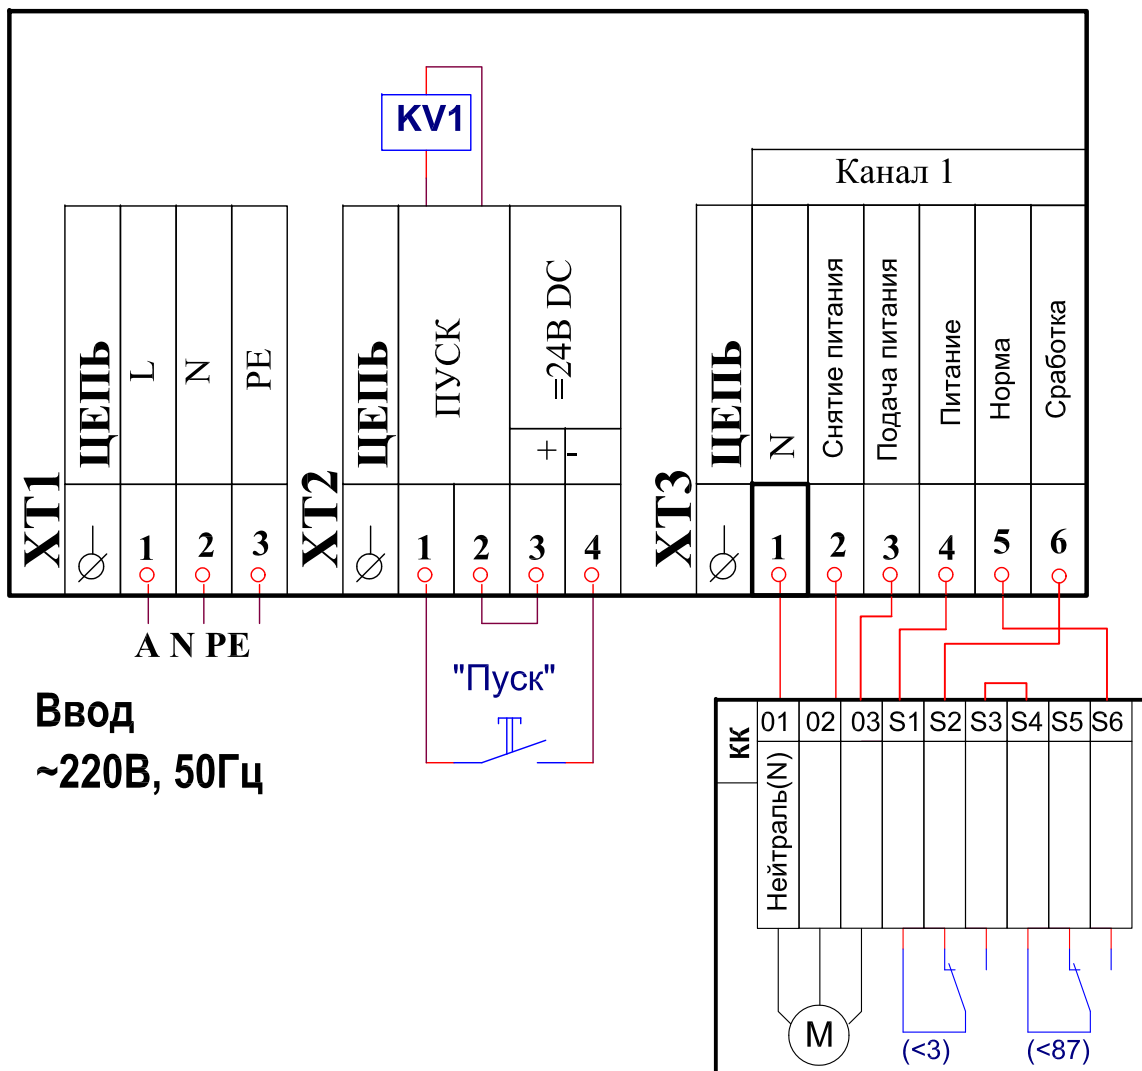 KV1
Канал 1
XT1
ЦЕПЬ
L
N
PE
1
2
3
XT2
ЦЕПЬ
ПУСК
=24В DC
+
-
1
2
3
4
XT3
ЦЕПЬ
N
Снятие питания
Подача питания
Питание
Норма
Сработка
1
2
3
4
5
6
A N PE
Ввод
~220В, 50Гц
"Пуск"
КК
01 02 03 S1 S2 S3 S4 S5 S6
Нейтраль(N)
M
(<3)
(<87)